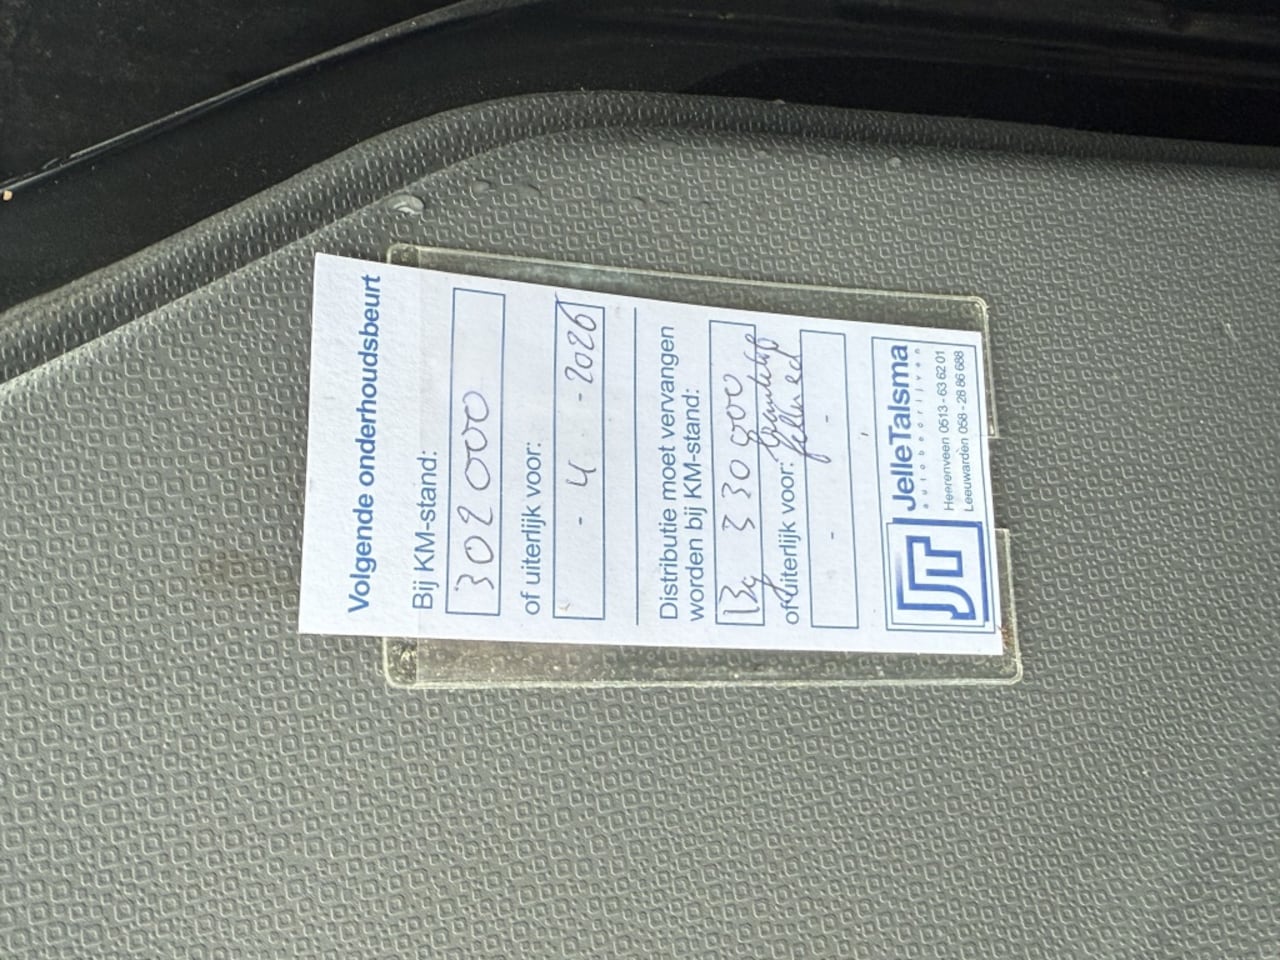 Volgende onderhoudsbeurt
Bij KM-stand:
302000
of uiterlijk voor:
- 4 - 2026
Distributie moet vervangen
worden bij KM-stand:
By 330000
of uiterlijk voor:
- -
JelleTalsma
autobedrijven
Heerenveen 0513 - 63 62 01
Leeuwarden 058 - 28 86 688